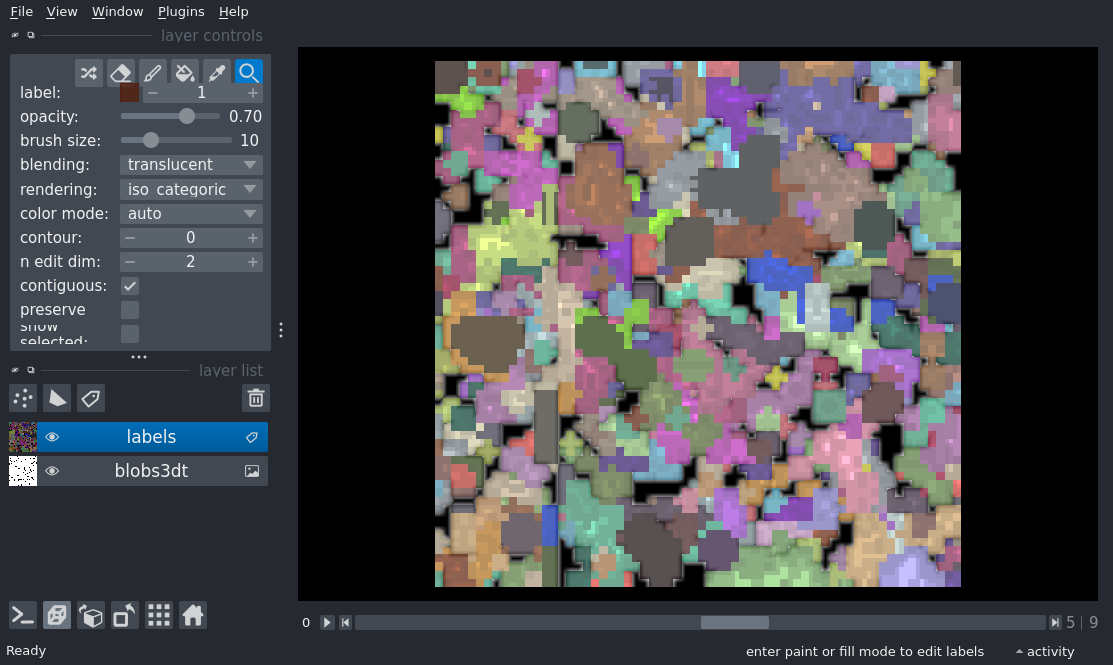 File View Window Plugins Help
layer controls
label: 1
opacity: 0.70
brush size: 10
blending: translucent
rendering: iso_categoric
color mode: auto
contour: 0
n edit dim: 2
contiguous:
preserve
show
selected:
layer list
labels
blobs3dt
0 5 | 9
Ready enter paint or fill mode to edit labels activity